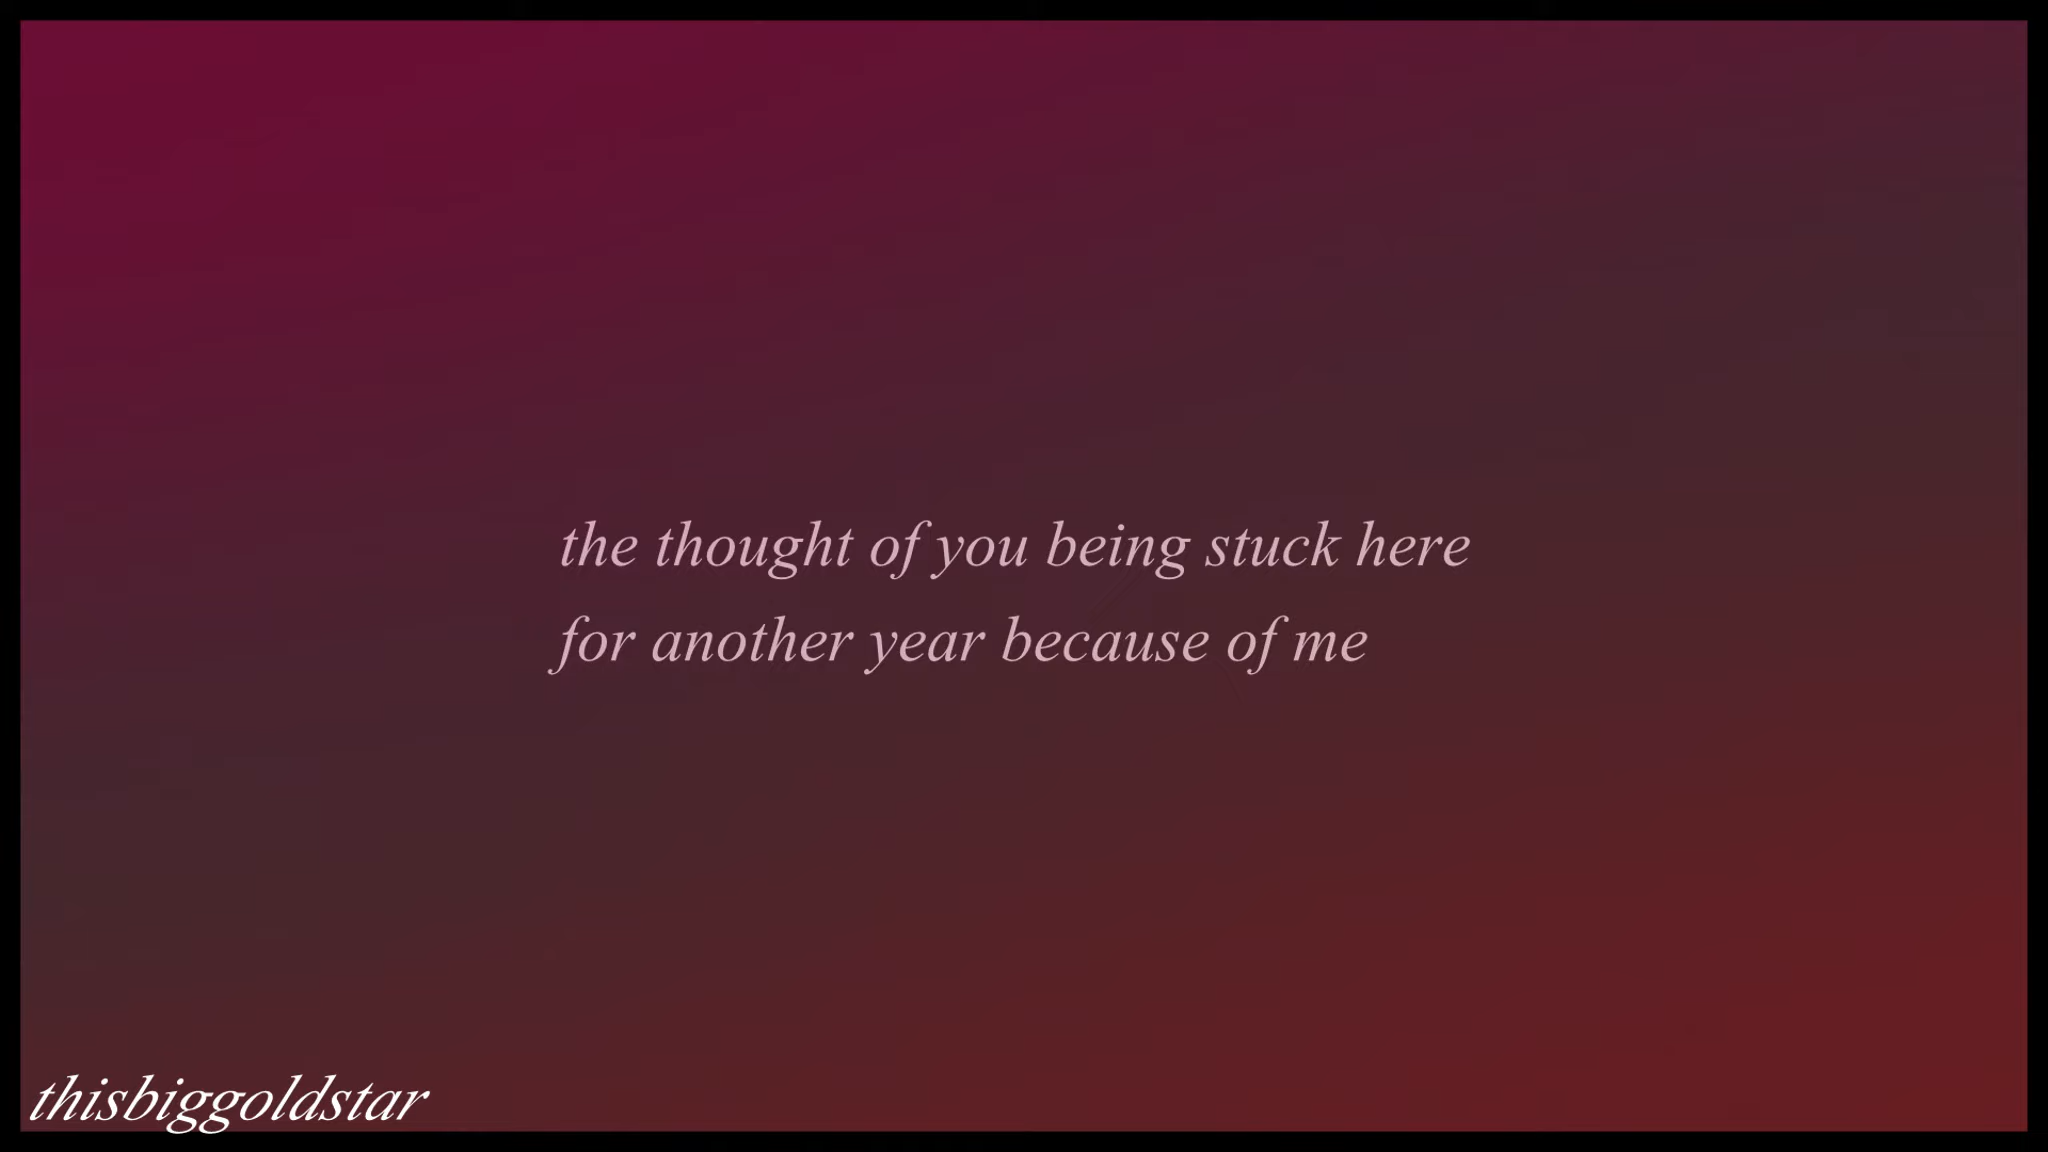 the thought of you being stuck here
for another year because of me
thisbiggoldstar